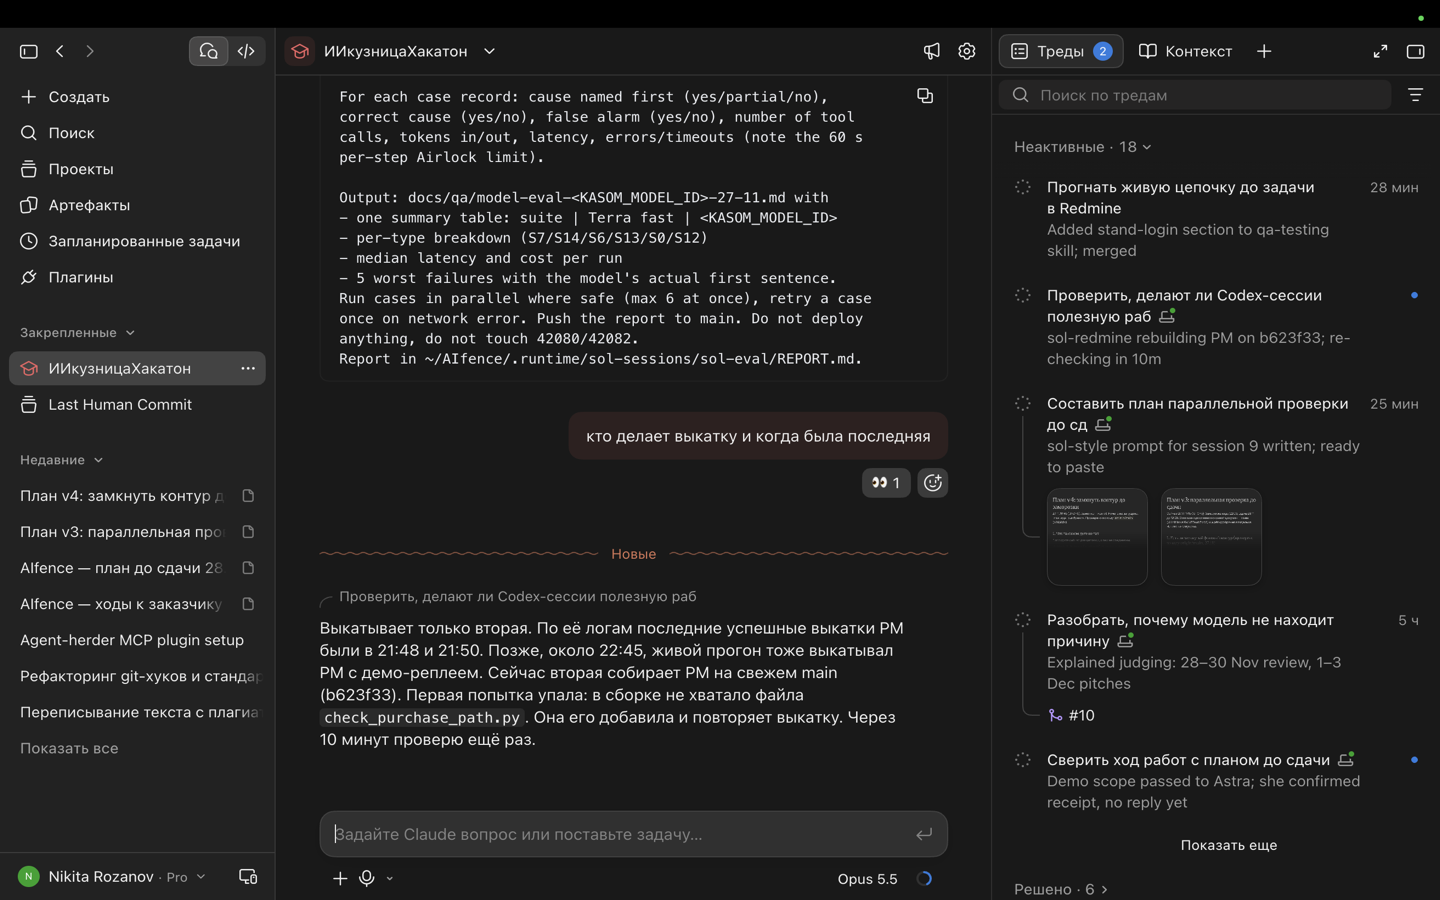 ИИкузницаХакатон
Треды 2
Контекст
Создать
Поиск
Проекты
Артефакты
Запланированные задачи
Плагины
Закрепленные
ИИкузницаХакатон
Last Human Commit
Недавние
План v4: замкнуть контур д
План v3: параллельная про
AIfence — план до сдачи 28
AIfence — ходы к заказчику
Agent-herder MCP plugin setup
Рефакторинг git-хуков и стандар
Переписывание текста с плагиа
Показать все
N Nikita Rozanov · Pro
For each case record: cause named first (yes/partial/no),
correct cause (yes/no), false alarm (yes/no), number of tool
calls, tokens in/out, latency, errors/timeouts (note the 60 s
per-step Airlock limit).
Output: docs/qa/model-eval-<KASOM_MODEL_ID>-27-11.md with
- one summary table: suite | Terra fast | <KASOM_MODEL_ID>
- per-type breakdown (S7/S14/S6/S13/S0/S12)
- median latency and cost per run
- 5 worst failures with the model's actual first sentence.
Run cases in parallel where safe (max 6 at once), retry a case
once on network error. Push the report to main. Do not deploy
anything, do not touch 42080/42082.
Report in ~/AIfence/.runtime/sol-sessions/sol-eval/REPORT.md.
кто делает выкатку и когда была последняя
👀 1
Новые
Проверить, делают ли Codex-сессии полезную раб
Выкатывает только вторая. По её логам последние успешные выкатки PM
были в 21:48 и 21:50. Позже, около 22:45, живой прогон тоже выкатывал
PM с демо-реплеем. Сейчас вторая собирает PM на свежем main
(b623f33). Первая попытка упала: в сборке не хватало файла
check_purchase_path.py. Она его добавила и повторяет выкатку. Через
10 минут проверю ещё раз.
Задайте Claude вопрос или поставьте задачу...
Opus 5.5
Поиск по тредам
Неактивные · 18
Прогнать живую цепочку до задачи 28 мин
в Redmine
Added stand-login section to qa-testing
skill; merged
Проверить, делают ли Codex-сессии
полезную раб
sol-redmine rebuilding PM on b623f33; re-
checking in 10m
Составить план параллельной проверки 25 мин
до сд
sol-style prompt for session 9 written; ready
to paste
План v4: замкнуть контур до
План v3: параллельная проверка до
Разобрать, почему модель не находит 5 ч
причину
Explained judging: 28–30 Nov review, 1–3
Dec pitches
#10
Сверить ход работ с планом до сдачи
Demo scope passed to Astra; she confirmed
receipt, no reply yet
Показать еще
Решено · 6